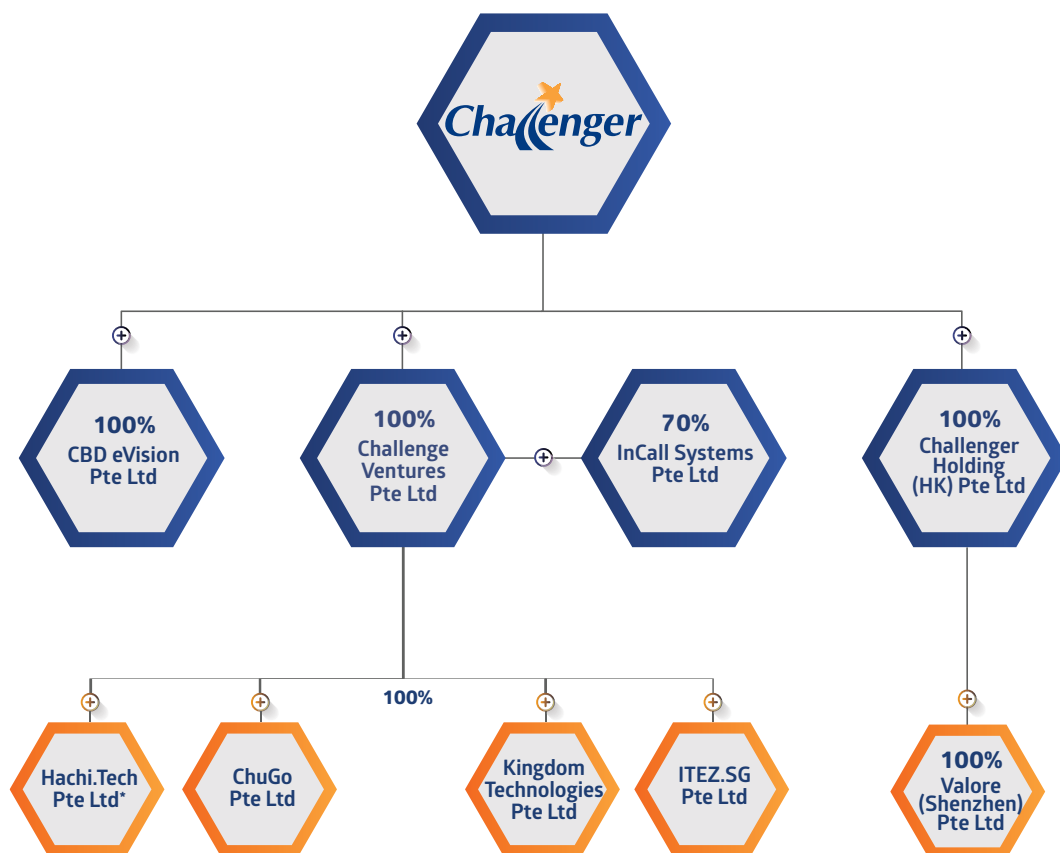 Challenger
100%
CBD eVision
Pte Ltd
100%
Challenge
Ventures
Pte Ltd
70%
InCall Systems
Pte Ltd
100%
Challenger
Holding
(HK) Pte Ltd
100%
Hachi.Tech
Pte Ltd*
ChuGo
Pte Ltd
Kingdom
Technologies
Pte Ltd
ITEZ.SG
Pte Ltd
100%
Valore
(Shenzhen)
Pte Ltd